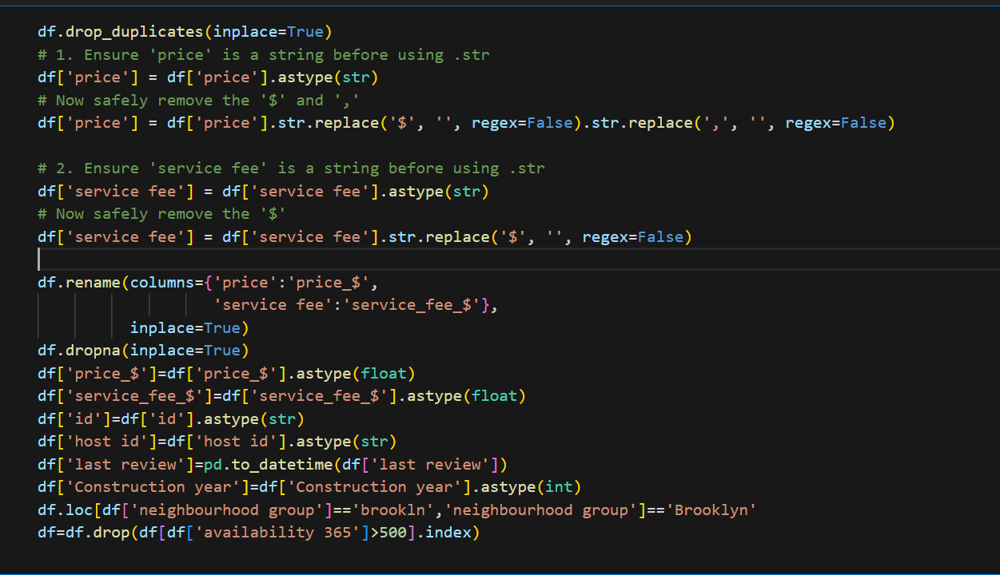 df.drop_duplicates(inplace=True)
# 1. Ensure 'price' is a string before using .str
df['price'] = df['price'].astype(str)
# Now safely remove the '$' and ','
df['price'] = df['price'].str.replace('$', '', regex=False).str.replace(',', '', regex=False)
# 2. Ensure 'service fee' is a string before using .str
df['service fee'] = df['service fee'].astype(str)
# Now safely remove the '$'
df['service fee'] = df['service fee'].str.replace('$', '', regex=False)
df.rename(columns={'price':'price_$',
                   'service fee':'service_fee_$'},
          inplace=True)
df.dropna(inplace=True)
df['price_$']=df['price_$'].astype(float)
df['service_fee_$']=df['service_fee_$'].astype(float)
df['id']=df['id'].astype(str)
df['host id']=df['host id'].astype(str)
df['last review']=pd.to_datetime(df['last review'])
df['Construction year']=df['Construction year'].astype(int)
df.loc[df['neighbourhood group']=='brookln','neighbourhood group']=='Brooklyn'
df=df.drop(df[df['availability 365']>500].index)